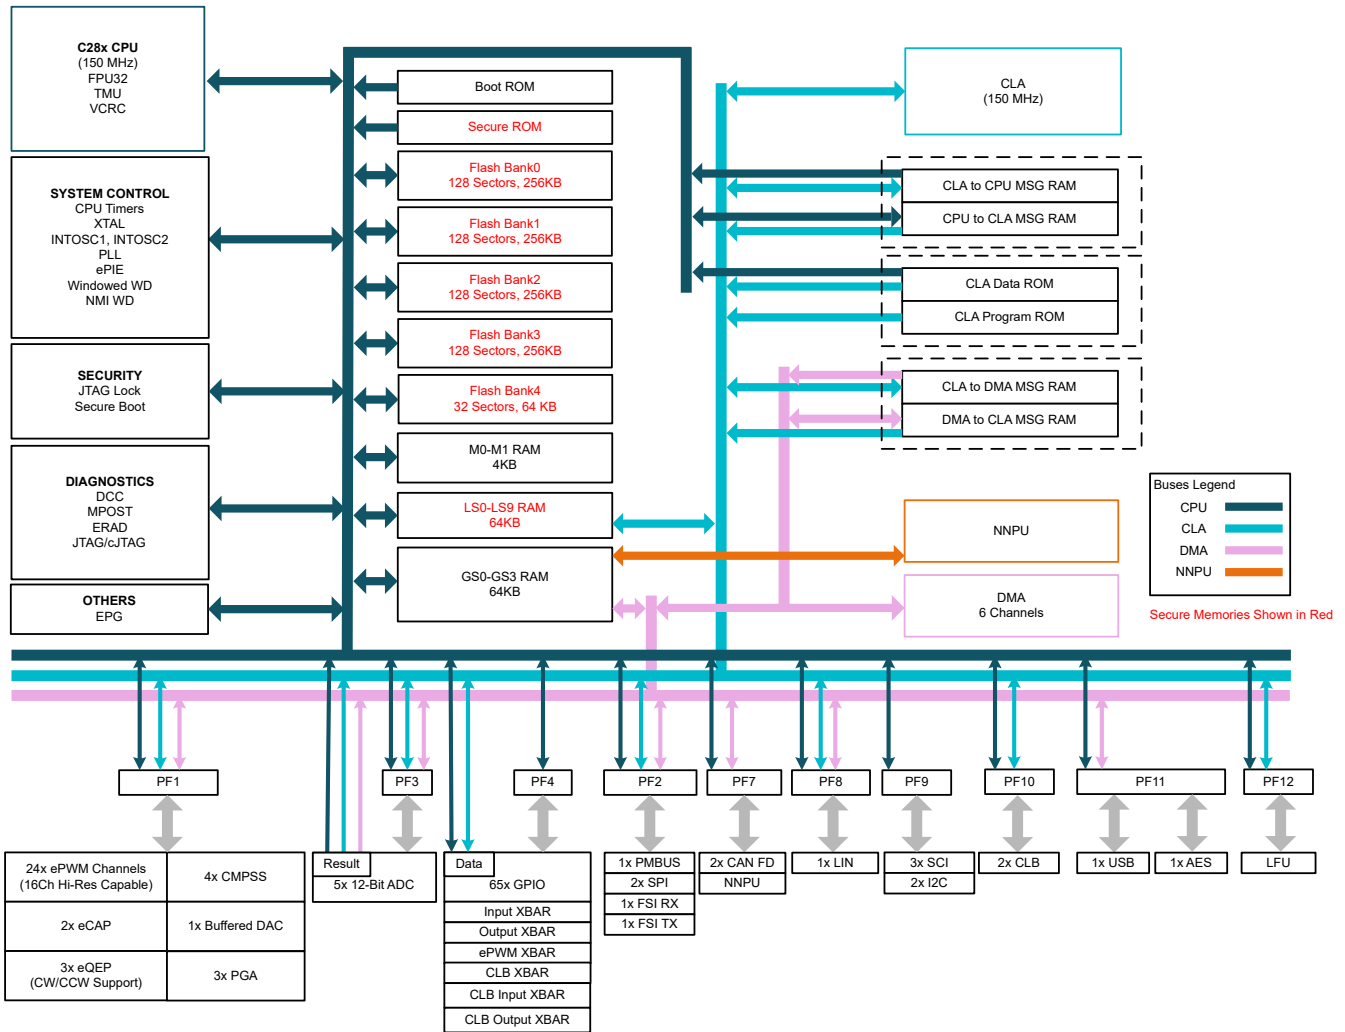 C28x CPU
(150 MHz)
FPU32
TMU
VCRC
SYSTEM CONTROL
CPU Timers
XTAL
INTOSC1, INTOSC2
PLL
ePIE
Windowed WD
NMI WD
SECURITY
JTAG Lock
Secure Boot
DIAGNOSTICS
DCC
MPOST
ERAD
JTAG/cJTAG
OTHERS
EPG
Boot ROM
Secure ROM
Flash Bank0
128 Sectors, 256KB
Flash Bank1
128 Sectors, 256KB
Flash Bank2
128 Sectors, 256KB
Flash Bank3
128 Sectors, 256KB
Flash Bank4
32 Sectors, 64 KB
M0-M1 RAM
4KB
LS0-LS9 RAM
64KB
GS0-GS3 RAM
64KB
CLA
(150 MHz)
CLA to CPU MSG RAM
CPU to CLA MSG RAM
CLA Data ROM
CLA Program ROM
CLA to DMA MSG RAM
DMA to CLA MSG RAM
NNPU
DMA
6 Channels
Buses Legend
CPU
CLA
DMA
NNPU
Secure Memories Shown in Red
PF1
PF3
PF4
PF2
PF7
PF8
PF9
PF10
PF11
PF12
24x ePWM Channels
(16Ch Hi-Res Capable)
4x CMPSS
2x eCAP
1x Buffered DAC
3x eQEP
(CW/CCW Support)
3x PGA
Result
5x 12-Bit ADC
Data
65x GPIO
Input XBAR
Output XBAR
ePWM XBAR
CLB XBAR
CLB Input XBAR
CLB Output XBAR
1x PMBUS
2x SPI
1x FSI RX
1x FSI TX
2x CAN FD
NNPU
1x LIN
3x SCI
2x I2C
2x CLB
1x USB
1x AES
LFU